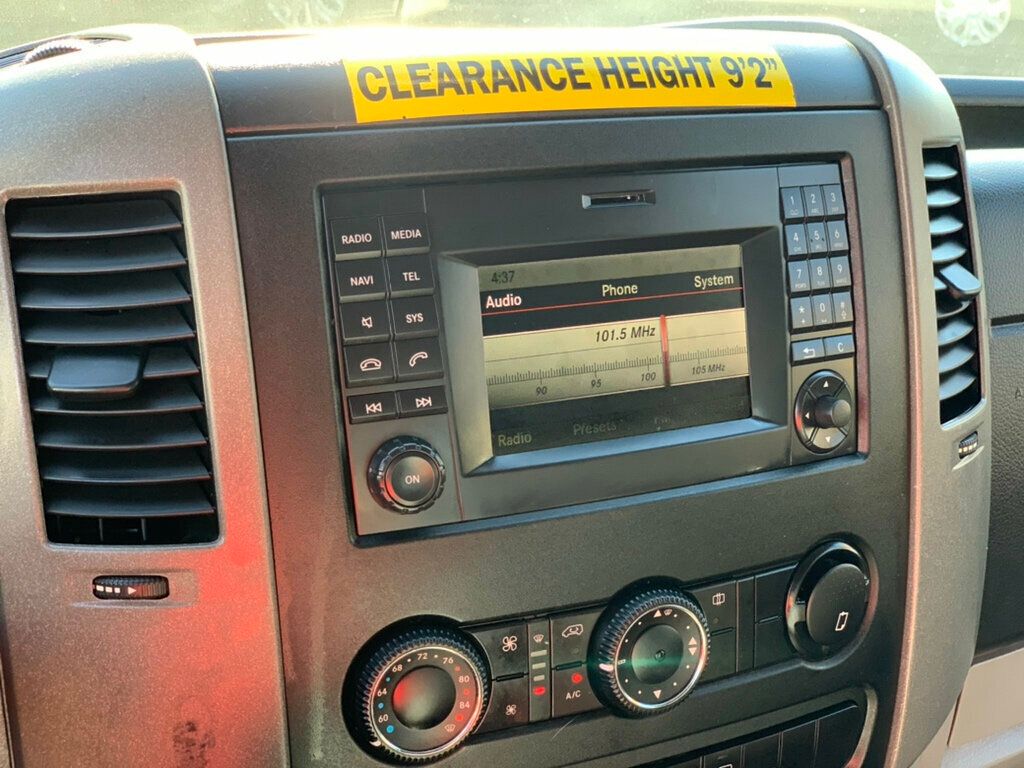 CLEARANCE HEIGHT 9'2"
RADIO MEDIA
NAVI TEL
SYS
ON
4:37
Audio Phone System
101.5 MHz
90 95 100 105 MHz
Radio Presets
1 2 3
4 5 6
7 8 9
* 0 #
C
60 64 68 72 76 80 84
A/C